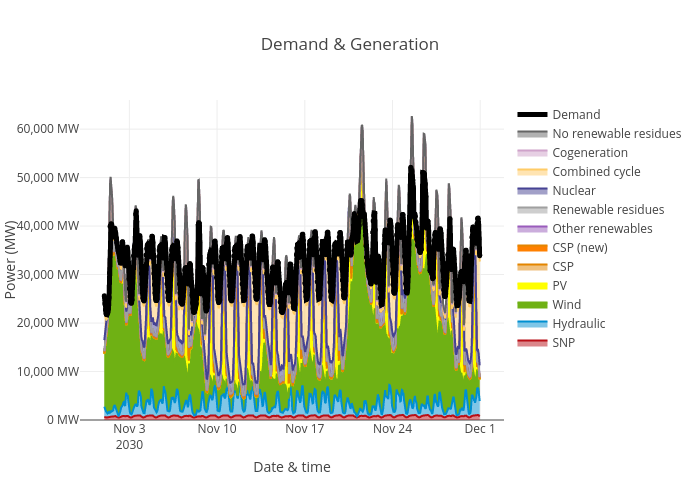 Demand & Generation
60,000 MW
50,000 MW
40,000 MW
30,000 MW
20,000 MW
10,000 MW
0 MW
Power (MW)
Nov 3
2030
Nov 10
Nov 17
Nov 24
Dec 1
Date & time
Demand
No renewable residues
Cogeneration
Combined cycle
Nuclear
Renewable residues
Other renewables
CSP (new)
CSP
PV
Wind
Hydraulic
SNP